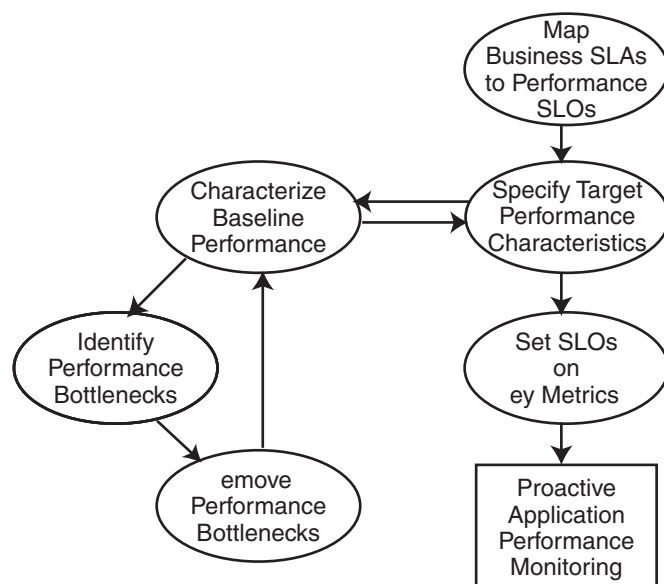 Map
Business SLAs
to Performance
SLOs
Characterize
Baseline
Performance
Specify Target
Performance
Characteristics
Identify
Performance
Bottlenecks
Set SLOs
on
ey Metrics
emove
Performance
Bottlenecks
Proactive
Application
Performance
Monitoring